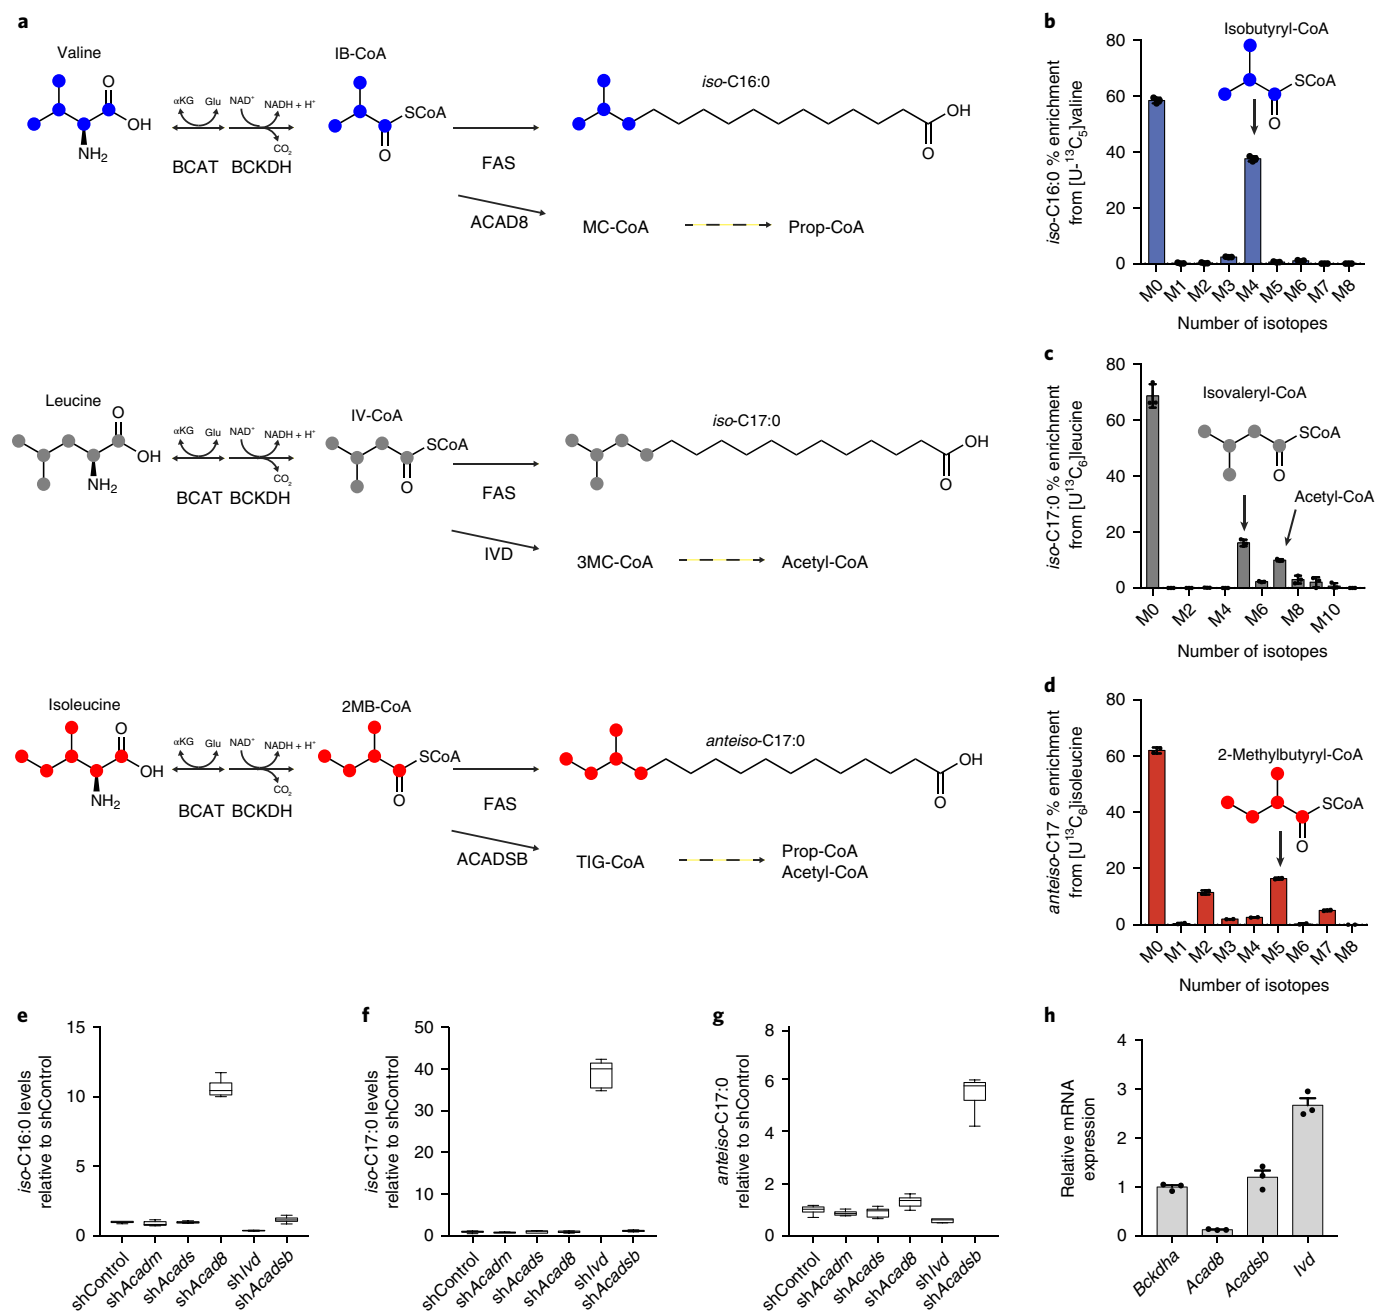 a
Valine
O
OH
NH2
αKG
Glu
NAD+
NADH + H+
CO2
BCAT
BCKDH
IB-CoA
SCoA
O
FAS
iso-C16:0
OH
O
ACAD8
MC-CoA
Prop-CoA
Leucine
O
OH
NH2
αKG
Glu
NAD+
NADH + H+
CO2
BCAT
BCKDH
IV-CoA
SCoA
O
FAS
iso-C17:0
OH
O
IVD
3MC-CoA
Acetyl-CoA
Isoleucine
O
OH
NH2
αKG
Glu
NAD+
NADH + H+
CO2
BCAT
BCKDH
2MB-CoA
SCoA
O
FAS
anteiso-C17:0
OH
O
ACADSB
TIG-CoA
Prop-CoA
Acetyl-CoA
b
iso-C16:0 % enrichment
from [U-13C5]valine
80
60
40
20
0
Isobutyryl-CoA
SCoA
O
M0
M1
M2
M3
M4
M5
M6
M7
M8
Number of isotopes
c
iso-C17:0 % enrichment
from [U13C6]leucine
80
60
40
20
0
Isovaleryl-CoA
SCoA
O
Acetyl-CoA
M0
M2
M4
M6
M8
M10
Number of isotopes
d
anteiso-C17 % enrichment
from [U13C6]isoleucine
80
60
40
20
0
2-Methylbutyryl-CoA
SCoA
O
M0
M1
M2
M3
M4
M5
M6
M7
M8
Number of isotopes
e
iso-C16:0 levels
relative to shControl
15
10
5
0
shControl
shAcadm
shAcads
shAcad8
shIvd
shAcadsb
f
iso-C17:0 levels
relative to shControl
50
40
30
20
10
0
shControl
shAcadm
shAcads
shAcad8
shIvd
shAcadsb
g
anteiso-C17:0
relative to shControl
8
6
4
2
0
shControl
shAcadm
shAcads
shAcad8
shIvd
shAcadsb
h
Relative mRNA
expression
4
3
2
1
0
Bckdha
Acad8
Acadsb
Ivd